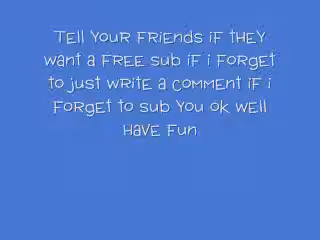 Tell your friends if they
want a FREE sub if i forget
to just write a comment if i
forget to sub you ok well
have fun